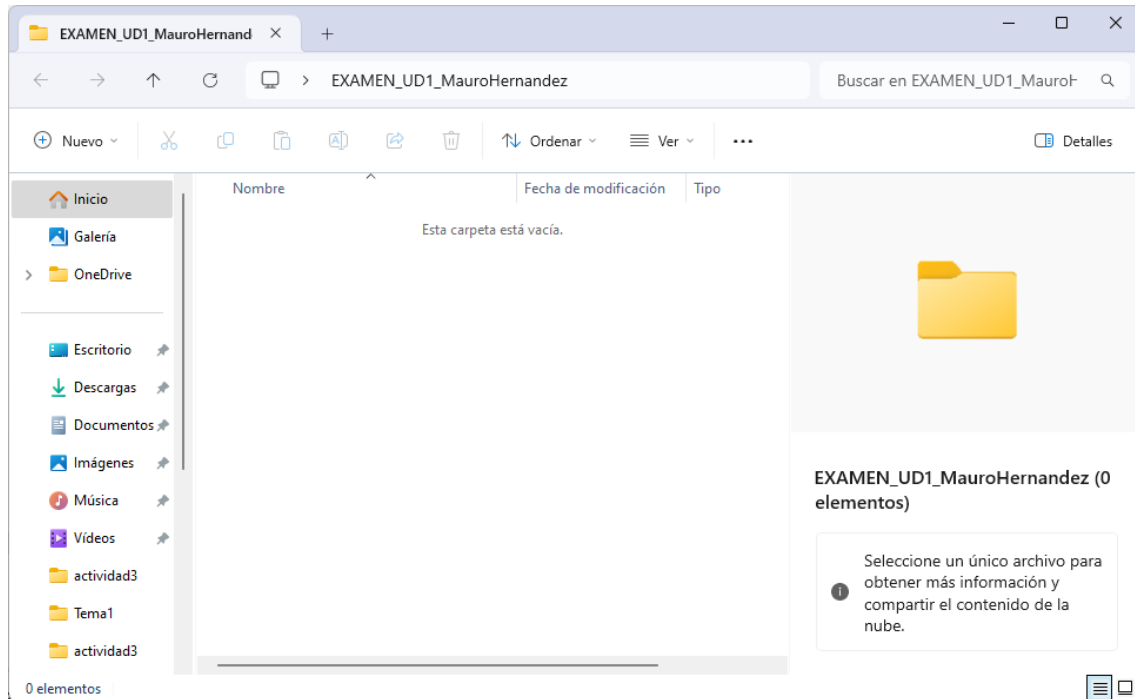 EXAMEN_UD1_MauroHernand
EXAMEN_UD1_MauroHernandez
Buscar en EXAMEN_UD1_MauroH
Nuevo
Ordenar
Ver
Detalles
Inicio
Galería
OneDrive
Escritorio
Descargas
Documentos
Imágenes
Música
Vídeos
actividad3
Tema1
actividad3
Nombre Fecha de modificación Tipo
Esta carpeta está vacía.
EXAMEN_UD1_MauroHernandez (0
elementos)
Seleccione un único archivo para
obtener más información y
compartir el contenido de la
nube.
0 elementos